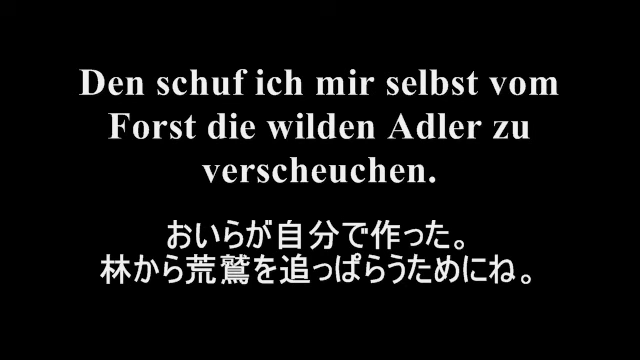 Den schuf ich mir selbst vom
Forst die wilden Adler zu
verscheuchen.
おいらが自分で作った。
林から荒鷲を追っぱらうためにね。